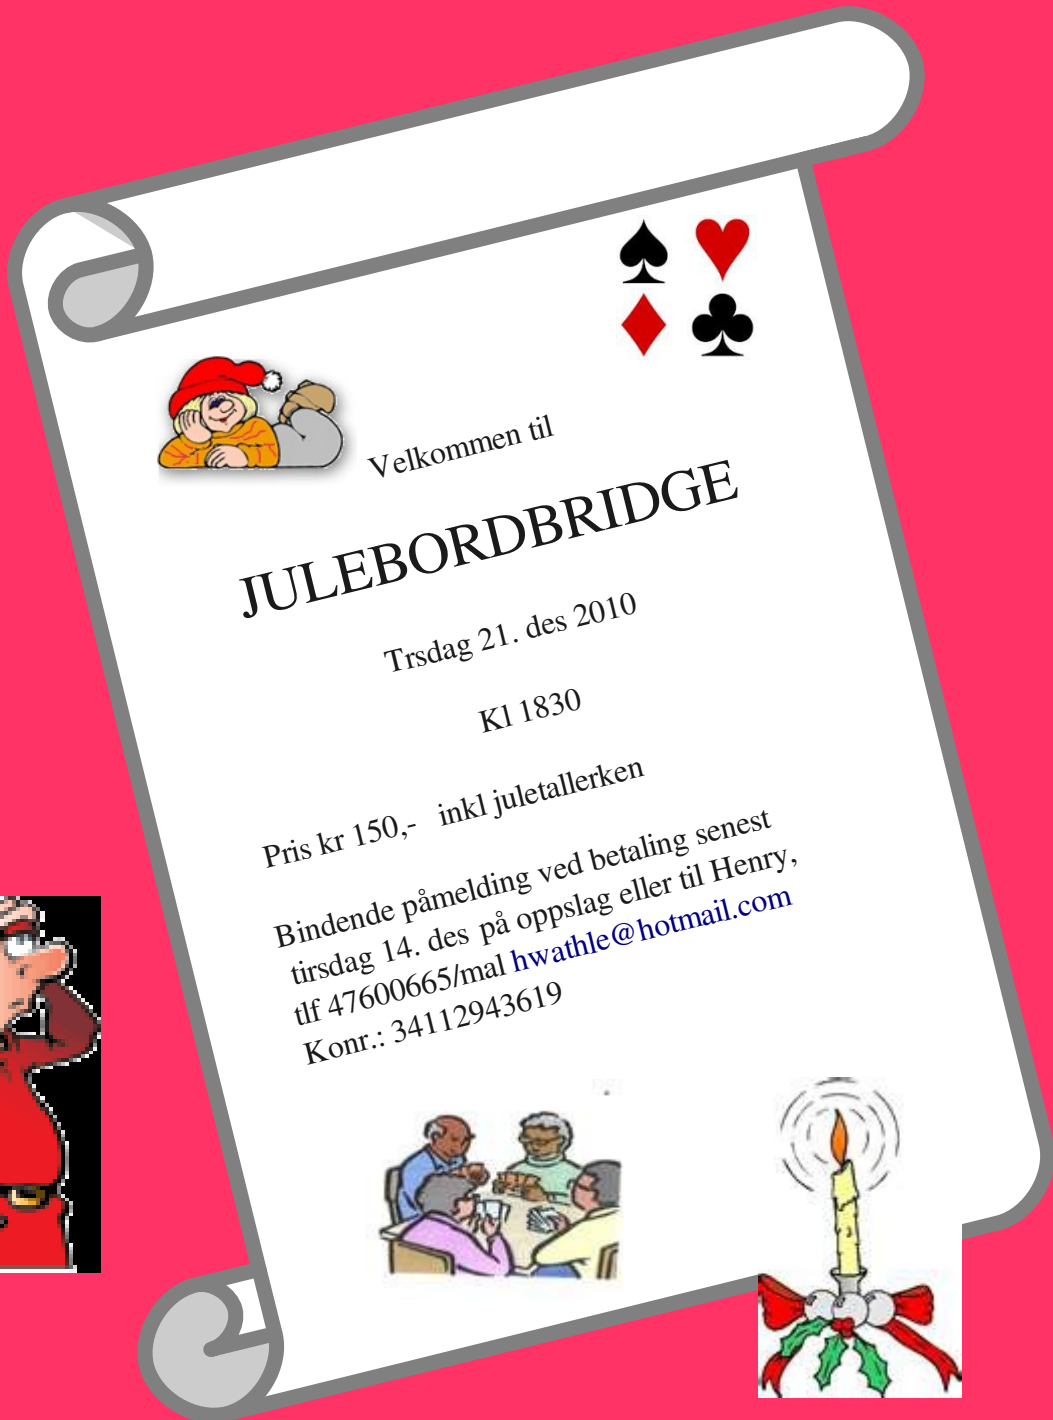 Velkommen til
JULEBORDBRIDGE
Trsdag 21. des 2010
Kl 1830
Pris kr 150,- inkl juletallerken
Bindende påmelding ved betaling senest
tirsdag 14. des på oppslag eller til Henry,
tlf 47600665/mal hwathle@hotmail.com
Konr.: 34112943619